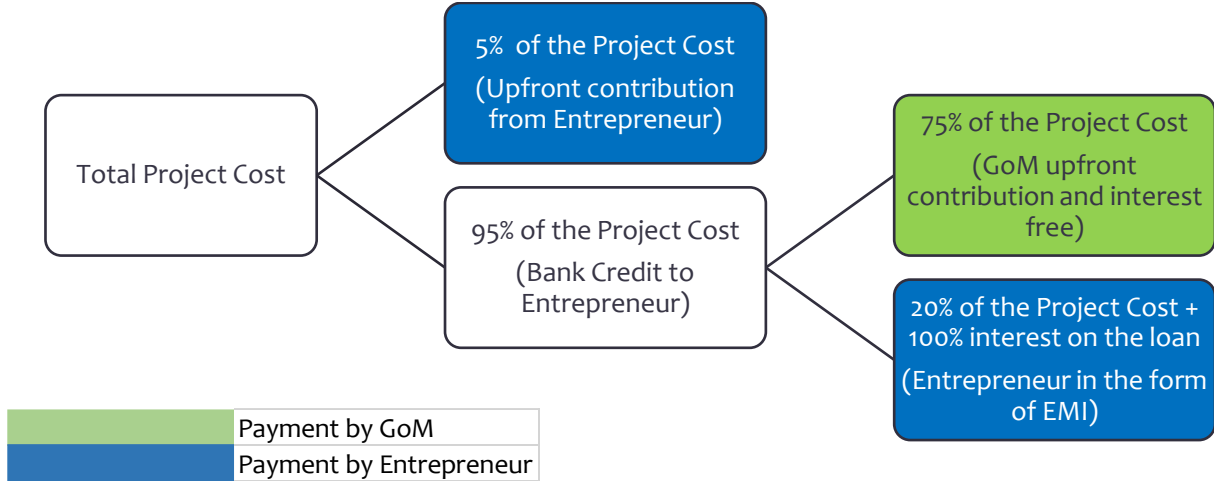 Total Project Cost
5% of the Project Cost
(Upfront contribution
from Entrepreneur)
95% of the Project Cost
(Bank Credit to
Entrepreneur)
75% of the Project Cost
(GoM upfront
contribution and interest
free)
20% of the Project Cost +
100% interest on the loan
(Entrepreneur in the form
of EMI)
Payment by GoM
Payment by Entrepreneur